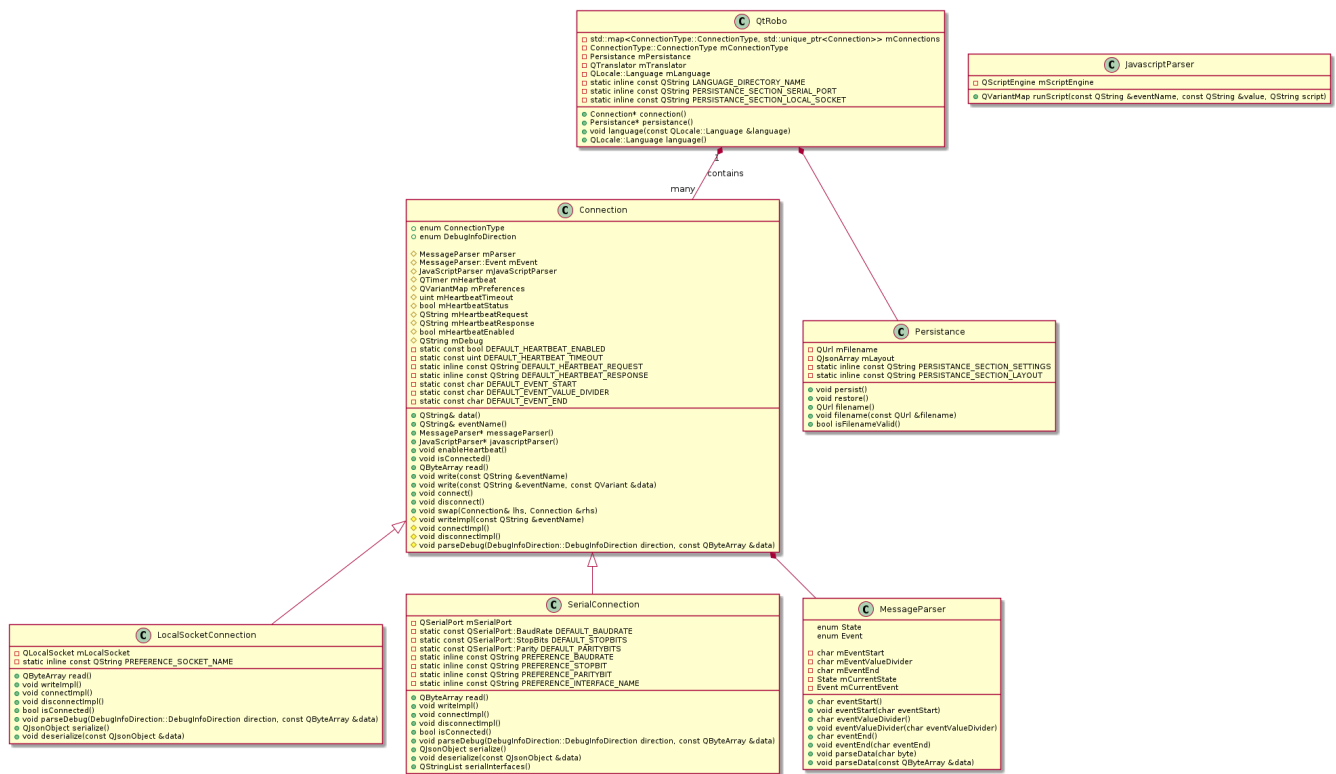 QtRobo
std::map<ConnectionType::ConnectionType, std::unique_ptr<Connection>> mConnections
ConnectionType::ConnectionType mConnectionType
Persistance mPersistance
QTranslator mTranslator
QLocale::Language mLanguage
static inline const QString LANGUAGE_DIRECTORY_NAME
static inline const QString PERSISTANCE_SECTION_SERIAL_PORT
static inline const QString PERSISTANCE_SECTION_LOCAL_SOCKET
Connection* connection()
Persistance* persistance()
void language(const QLocale::Language &language)
QLocale::Language language()
JavascriptParser
QScriptEngine mScriptEngine
QVariantMap runScript(const QString &eventName, const QString &value, QString script)
1
contains
many
Connection
enum ConnectionType
enum DebugInfoDirection
MessageParser mParser
MessageParser::Event mEvent
JavaScriptParser mJavaScriptParser
QTimer mHeartbeat
QVariantMap mPreferences
uint mHeartbeatTimeout
bool mHeartbeatStatus
QString mHeartbeatRequest
QString mHeartbeatResponse
bool mHeartbeatEnabled
QString mDebug
static const bool DEFAULT_HEARTBEAT_ENABLED
static const uint DEFAULT_HEARTBEAT_TIMEOUT
static inline const QString DEFAULT_HEARTBEAT_REQUEST
static inline const QString DEFAULT_HEARTBEAT_RESPONSE
static const char DEFAULT_EVENT_START
static const char DEFAULT_EVENT_VALUE_DIVIDER
static const char DEFAULT_EVENT_END
QString& data()
QString& eventName()
MessageParser* messageParser()
JavaScriptParser* javascriptParser()
void enableHeartbeat()
void isConnected()
QByteArray read()
void write(const QString &eventName)
void write(const QString &eventName, const QVariant &data)
void connect()
void disconnect()
void swap(Connection& lhs, Connection &rhs)
void writeImpl(const QString &eventName)
void connectImpl()
void disconnectImpl()
void parseDebug(DebugInfoDirection::DebugInfoDirection direction, const QByteArray &data)
Persistance
QUrl mFilename
QJsonArray mLayout
static inline const QString PERSISTANCE_SECTION_SETTINGS
static inline const QString PERSISTANCE_SECTION_LAYOUT
void persist()
void restore()
QUrl filename()
void filename(const QUrl &filename)
bool isFilenameValid()
LocalSocketConnection
QLocalSocket mLocalSocket
static inline const QString PREFERENCE_SOCKET_NAME
QByteArray read()
void writeImpl()
void connectImpl()
void disconnectImpl()
bool isConnected()
void parseDebug(DebugInfoDirection::DebugInfoDirection direction, const QByteArray &data)
QJsonObject serialize()
void deserialize(const QJsonObject &data)
SerialConnection
QSerialPort mSerialPort
static const QSerialPort::BaudRate DEFAULT_BAUDRATE
static const QSerialPort::StopBits DEFAULT_STOPBITS
static const QSerialPort::Parity DEFAULT_PARITYBITS
static inline const QString PREFERENCE_BAUDRATE
static inline const QString PREFERENCE_STOPBIT
static inline const QString PREFERENCE_PARITYBIT
static inline const QString PREFERENCE_INTERFACE_NAME
QByteArray read()
void writeImpl()
void connectImpl()
void disconnectImpl()
bool isConnected()
void parseDebug(DebugInfoDirection::DebugInfoDirection direction, const QByteArray &data)
QJsonObject serialize()
void deserialize(const QJsonObject &data)
QStringList serialInterfaces()
MessageParser
enum State
enum Event
char mEventStart
char mEventValueDivider
char mEventEnd
State mCurrentState
Event mCurrentEvent
char eventStart()
void eventStart(char eventStart)
char eventValueDivider()
void eventValueDivider(char eventValueDivider)
char eventEnd()
void eventEnd(char eventEnd)
void parseData(char byte)
void parseData(const QByteArray &data)